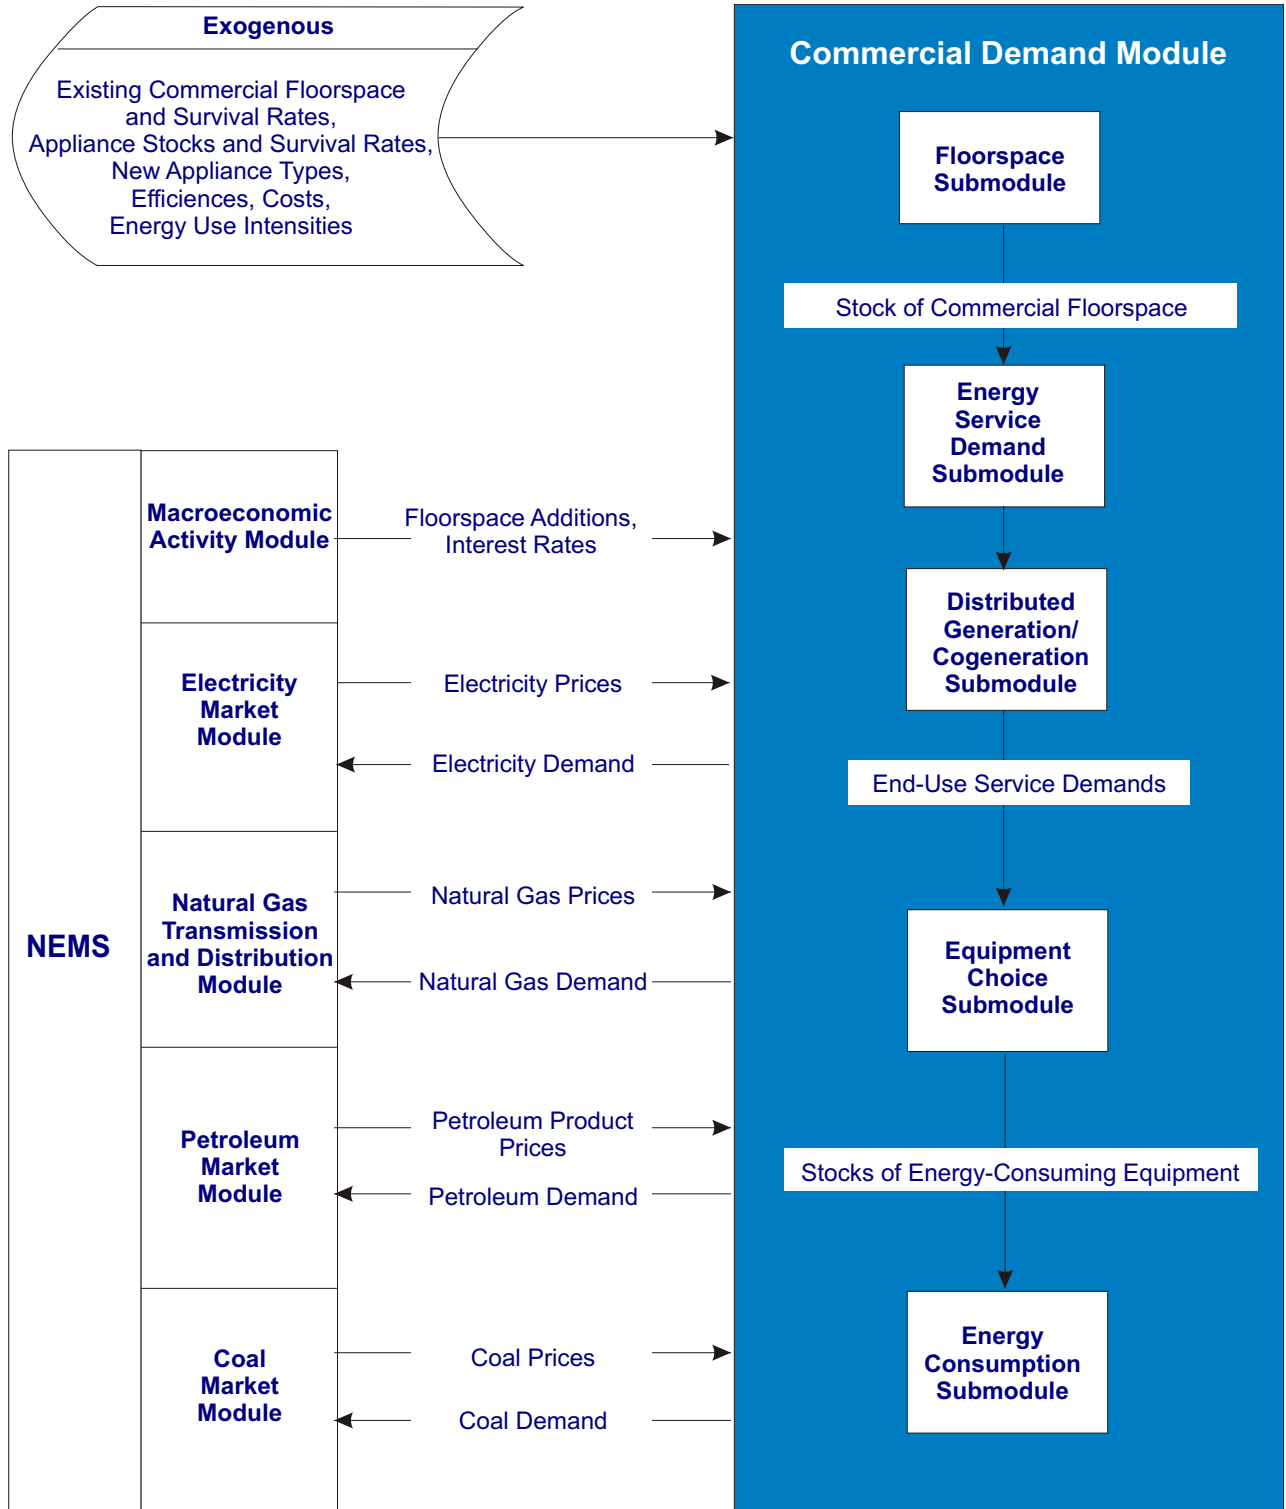 Exogenous
Existing Commercial Floorspace
and Survival Rates,
Appliance Stocks and Survival Rates,
New Appliance Types,
Efficiences, Costs,
Energy Use Intensities
Commercial Demand Module
Floorspace
Submodule
Stock of Commercial Floorspace
Energy
Service
Demand
Submodule
Distributed
Generation/
Cogeneration
Submodule
End-Use Service Demands
Equipment
Choice
Submodule
Stocks of Energy-Consuming Equipment
Energy
Consumption
Submodule
NEMS
Macroeconomic
Activity Module
Floorspace Additions,
Interest Rates
Electricity
Market
Module
Electricity Prices
Electricity Demand
Natural Gas
Transmission
and Distribution
Module
Natural Gas Prices
Natural Gas Demand
Petroleum
Market
Module
Petroleum Product
Prices
Petroleum Demand
Coal
Market
Module
Coal Prices
Coal Demand